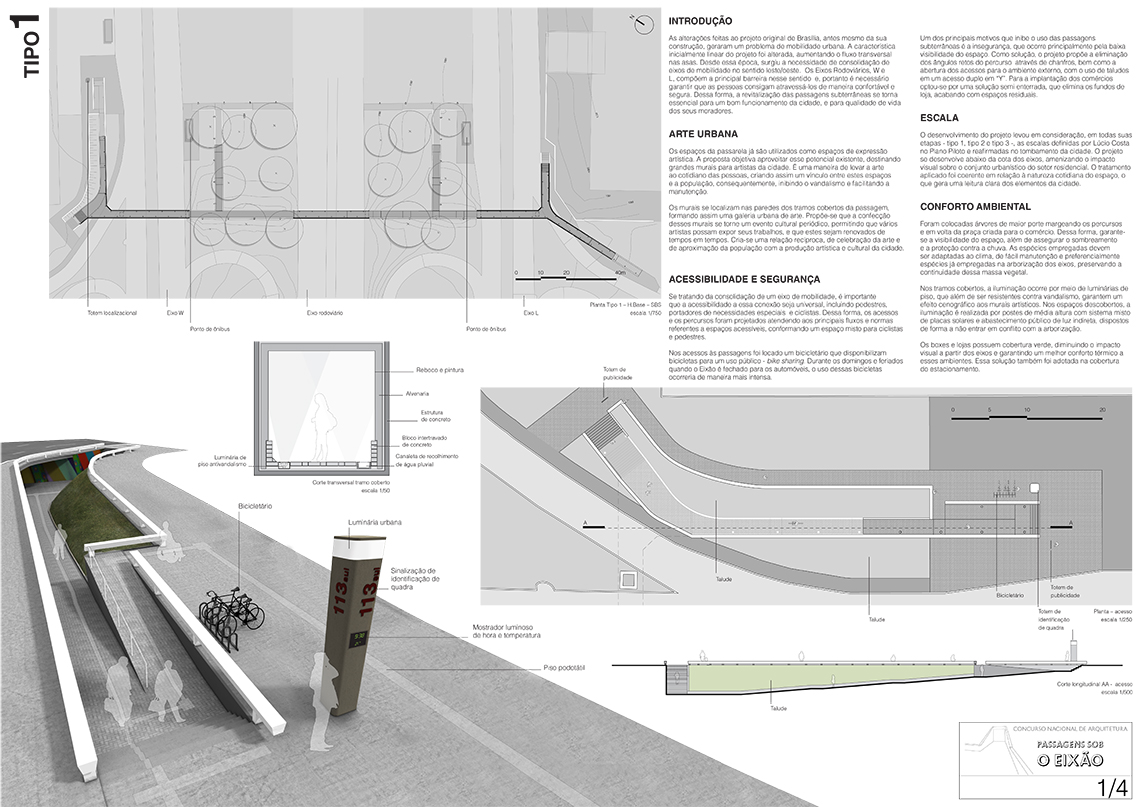 TIPO 1
N
0 10 20 40m
Planta Tipo 1 – H.Base – SBS
escala 1/750
Totem localizacional
Eixo W
Eixo rodoviário
Eixo L
Ponto de ônibus
Ponto de ônibus
INTRODUÇÃO
As alterações feitas ao projeto original de Brasília, antes mesmo da sua
construção, geraram um problema de mobilidade urbana. A característica
inicialmente linear do projeto foi alterada, aumentando o fluxo transversal
nas asas. Desde essa época, surgiu a necessidade de consolidação de
eixos de mobilidade no sentido leste/oeste. Os Eixos Rodoviários, W e
L, compõem a principal barreira nesse sentido e, portanto é necessário
garantir que as pessoas consigam atravessá-los de maneira confortável e
segura. Dessa forma, a revitalização das passagens subterrâneas se torna
essencial para um bom funcionamento da cidade, e para qualidade de vida
dos seus moradores.
ARTE URBANA
Os espaços da passarela já são utilizados como espaços de expressão
artística. A proposta objetiva aproveitar esse potencial existente, destinando
grandes murais para artistas da cidade. É uma maneira de levar a arte
ao cotidiano das pessoas, criando assim um vínculo entre estes espaços
e a população, consequentemente, inibindo o vandalismo e facilitando a
manutenção.
Os murais se localizam nas paredes dos tramos cobertos da passagem,
formando assim uma galeria urbana de arte. Propõe-se que a confecção
desses murais se torne um evento cultural periódico, permitindo que vários
artistas possam expor seus trabalhos, e que estes sejam renovados de
tempos em tempos. Cria-se uma relação recíproca, de celebração da arte e
de aproximação da população com a produção artística e cultural da cidade.
ACESSIBILIDADE E SEGURANÇA
Se tratando da consolidação de um eixo de mobilidade, é importante
que a acessibilidade a essa conexão seja universal, incluindo pedestres,
portadores de necessidades especiais e ciclistas. Dessa forma, os acessos
e os percursos foram projetados atendendo aos principais fluxos e normas
referentes a espaços acessíveis, conformando um espaço misto para ciclistas
e pedestres.
Nos acessos às passagens foi locado um bicicletário que disponibilizam
bicicletas para um uso público - bike sharing. Durante os domingos e feriados
quando o Eixão é fechado para os automóveis, o uso dessas bicicletas
ocorreria de maneira mais intensa.
Um dos principais motivos que inibe o uso das passagens
subterrâneas é a insegurança, que ocorre principalmente pela baixa
visibilidade do espaço. Como solução, o projeto propõe a eliminação
dos ângulos retos do percurso através de chanfros, bem como a
abertura dos acessos para o ambiente externo, com o uso de taludes
em um acesso duplo em "Y". Para a implantação dos comércios
optou-se por uma solução semi enterrada, que elimina os fundos de
loja, acabando com espaços residuais.
ESCALA
O desenvolvimento do projeto levou em consideração, em todas suas
etapas - tipo 1, tipo 2 e tipo 3 -, as escalas definidas por Lúcio Costa
no Plano Piloto e reafirmadas no tombamento da cidade. O projeto
se desenvolve abaixo da cota dos eixos, amenizando o impacto
visual sobre o conjunto urbanístico do setor residencial. O tratamento
aplicado foi coerente em relação à natureza cotidiana do espaço, o
que gera uma leitura clara dos elementos da cidade.
CONFORTO AMBIENTAL
Foram colocadas árvores de maior porte margeando os percursos
e em volta da praça criada para o comércio. Dessa forma, garante-
se a visibilidade do espaço, além de assegurar o sombreamento
e a proteção contra a chuva. As espécies empregadas devem
ser adaptadas ao clima, de fácil manutenção e preferencialmente
espécies já empregadas na arborização dos eixos, preservando a
continuidade dessa massa vegetal.
Nos tramos cobertos, a iluminação ocorre por meio de luminárias de
piso, que além de ser resistentes contra vandalismo, garantem um
efeito cenográfico aos murais artísticos. Nos espaços descobertos, a
iluminação é realizada por postes de média altura com sistema misto
de placas solares e abastecimento público de luz indireta, dispostos
de forma a não entrar em conflito com a arborização.
Os boxes e lojas possuem cobertura verde, diminuindo o impacto
visual a partir dos eixos e garantindo um melhor conforto térmico a
esses ambientes. Essa solução também foi adotada na cobertura
do estacionamento.
Reboco e pintura
Alvenaria
Estrutura
de concreto
Bloco intertravado
de concreto
Canaleta de recolhimento
de água pluvial
Luminária de
piso antivandalismo
Corte transversal tramo coberto
escala 1/50
Bicicletário
Luminária urbana
Sinalização de
identificação de
quadra
113 sul
113 sul
Mostrador luminoso
de hora e temperatura
Piso podotátil
Totem de
publicidade
0 5 10 20
A
A
Talude
Talude
Bicicletário
Totem de
publicidade
Totem de
identificação
de quadra
Planta – acesso
escala 1/250
Talude
Corte longitudinal AA – acesso
escala 1/500
CONCURSO NACIONAL DE ARQUITETURA
PASSAGENS SOB
O EIXÃO
1/4